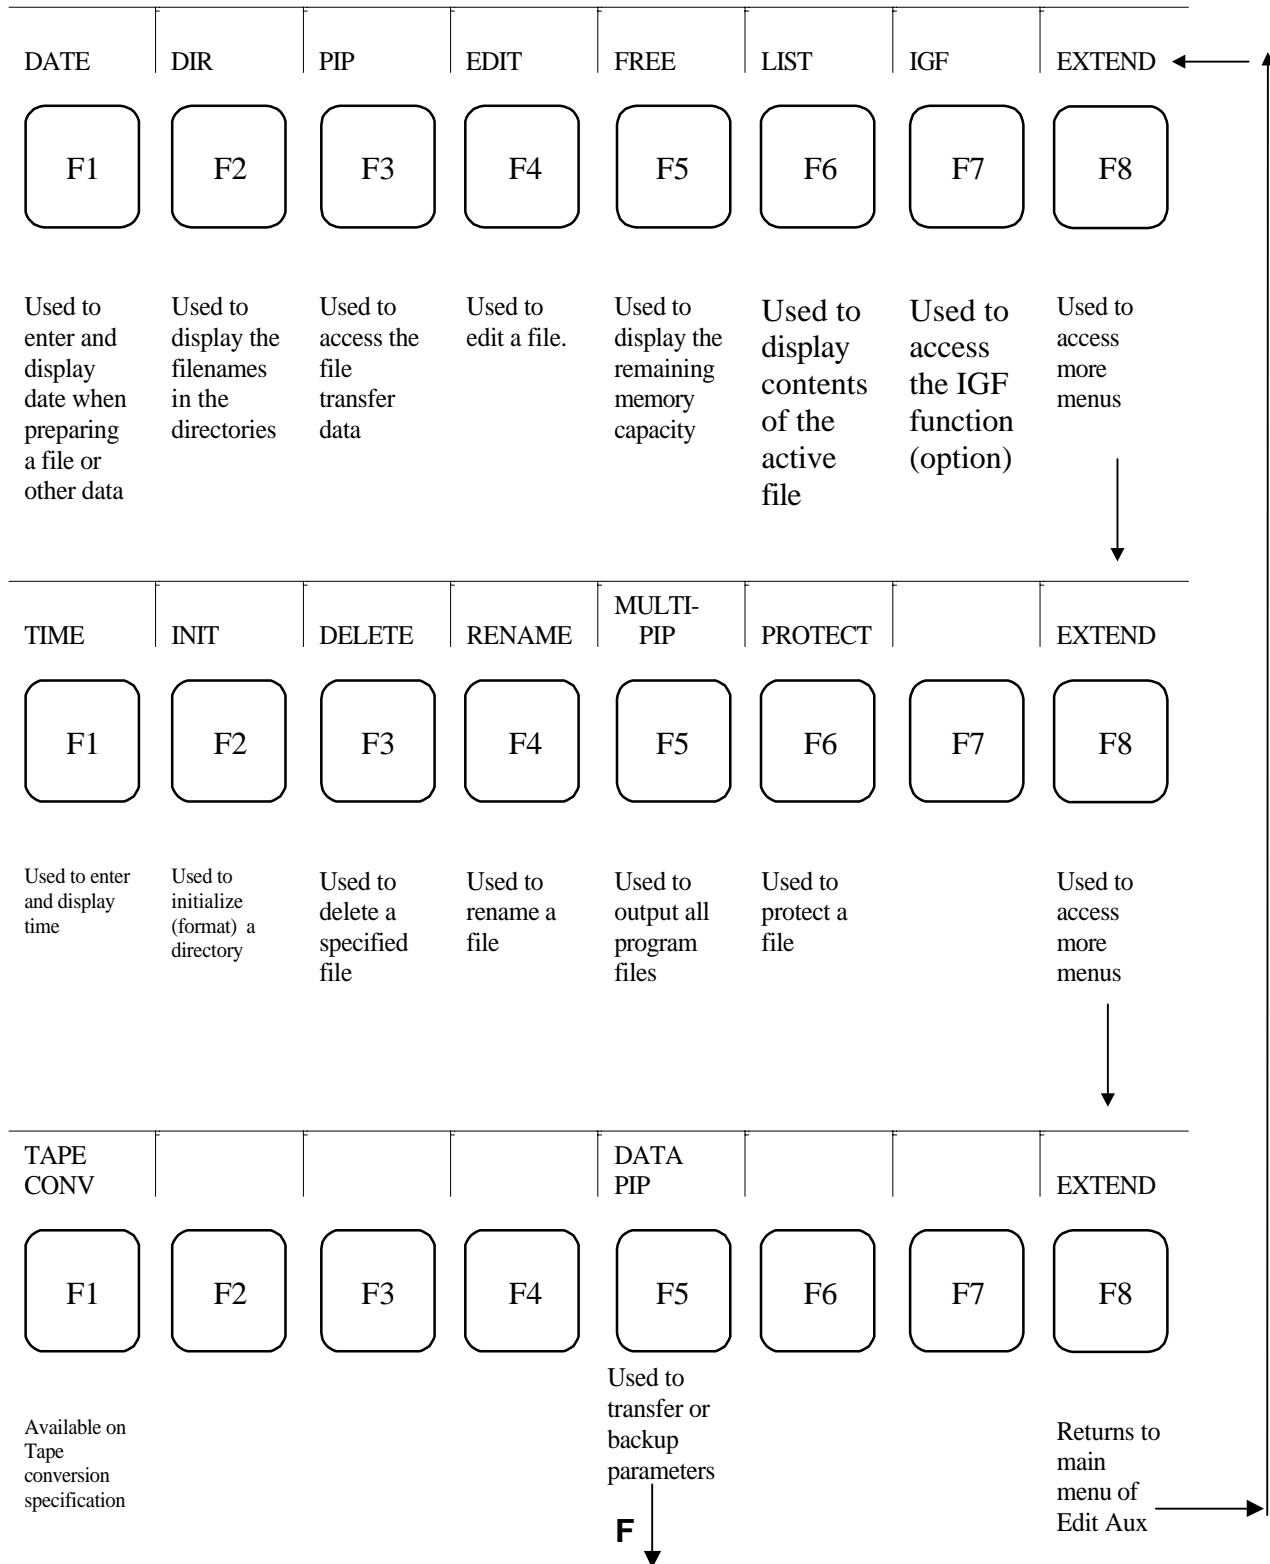 DATE
DIR
PIP
EDIT
FREE
LIST
IGF
EXTEND
F1
F2
F3
F4
F5
F6
F7
F8
Used to
enter and
display
date when
preparing
a file or
other data
Used to
display the
filenames
in the
directories
Used to
access the
file
transfer
data
Used to
edit a file.
Used to
display the
remaining
memory
capacity
Used to
display
contents
of the
active
file
Used to
access
the IGF
function
(option)
Used to
access
more
menus
TIME
INIT
DELETE
RENAME
MULTI-
PIP
PROTECT
EXTEND
F1
F2
F3
F4
F5
F6
F7
F8
Used to enter
and display
time
Used to
initialize
(format) a
directory
Used to
delete a
specified
file
Used to
rename a
file
Used to
output all
program
files
Used to
protect a
file
Used to
access
more
menus
TAPE
CONV
DATA
PIP
EXTEND
F1
F2
F3
F4
F5
F6
F7
F8
Available on
Tape
conversion
specification
Used to
transfer or
backup
parameters
F
Returns to
main
menu of
Edit Aux